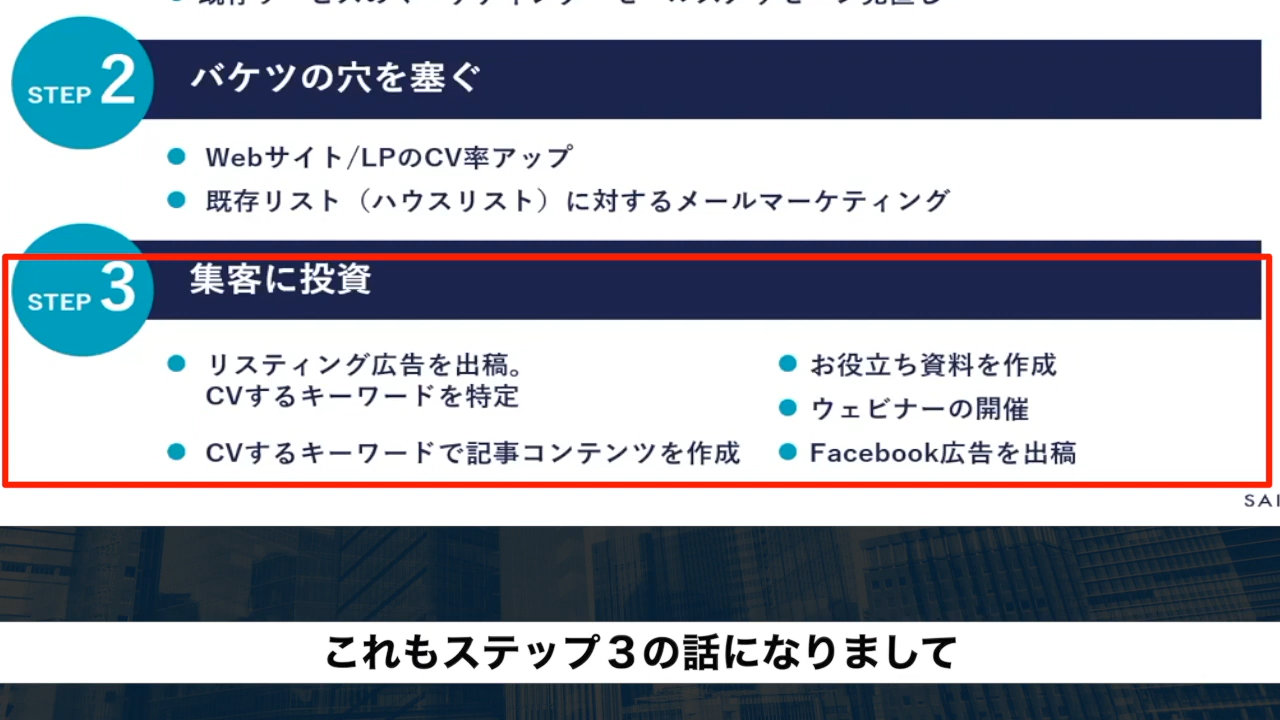 STEP 2
バケツの穴を塞ぐ
Webサイト/LPのCV率アップ
既存リスト（ハウスリスト）に対するメールマーケティング
STEP 3
集客に投資
リスティング広告を出稿。
CVするキーワードを特定
CVするキーワードで記事コンテンツを作成
お役立ち資料を作成
ウェビナーの開催
Facebook広告を出稿
SAI
これもステップ３の話になりまして